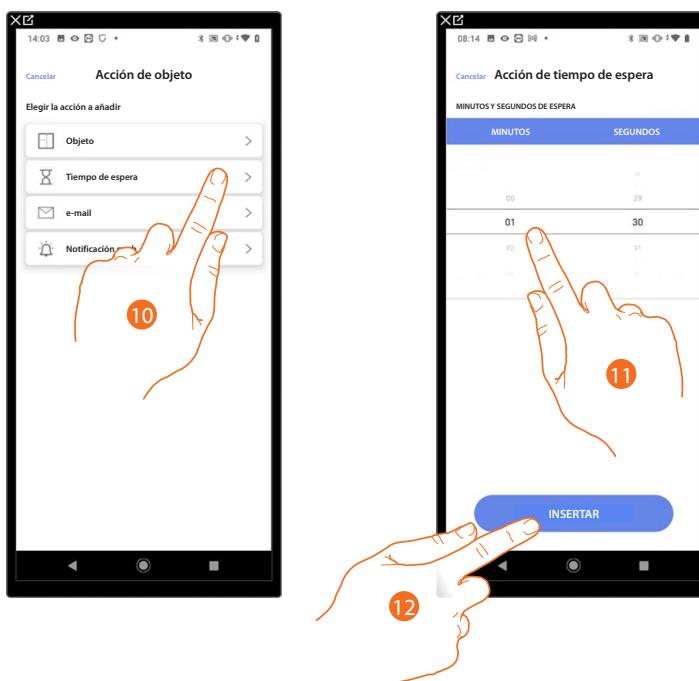 14:03
Cancelar Acción de objeto
Elegir la acción a añadir
Objeto
Tiempo de espera
e-mail
Notificación push
10
08:14
Cancelar Acción de tiempo de espera
MINUTOS Y SEGUNDOS DE ESPERA
MINUTOS SEGUNDOS
00 29
01 30
02 31
11
INSERTAR
12